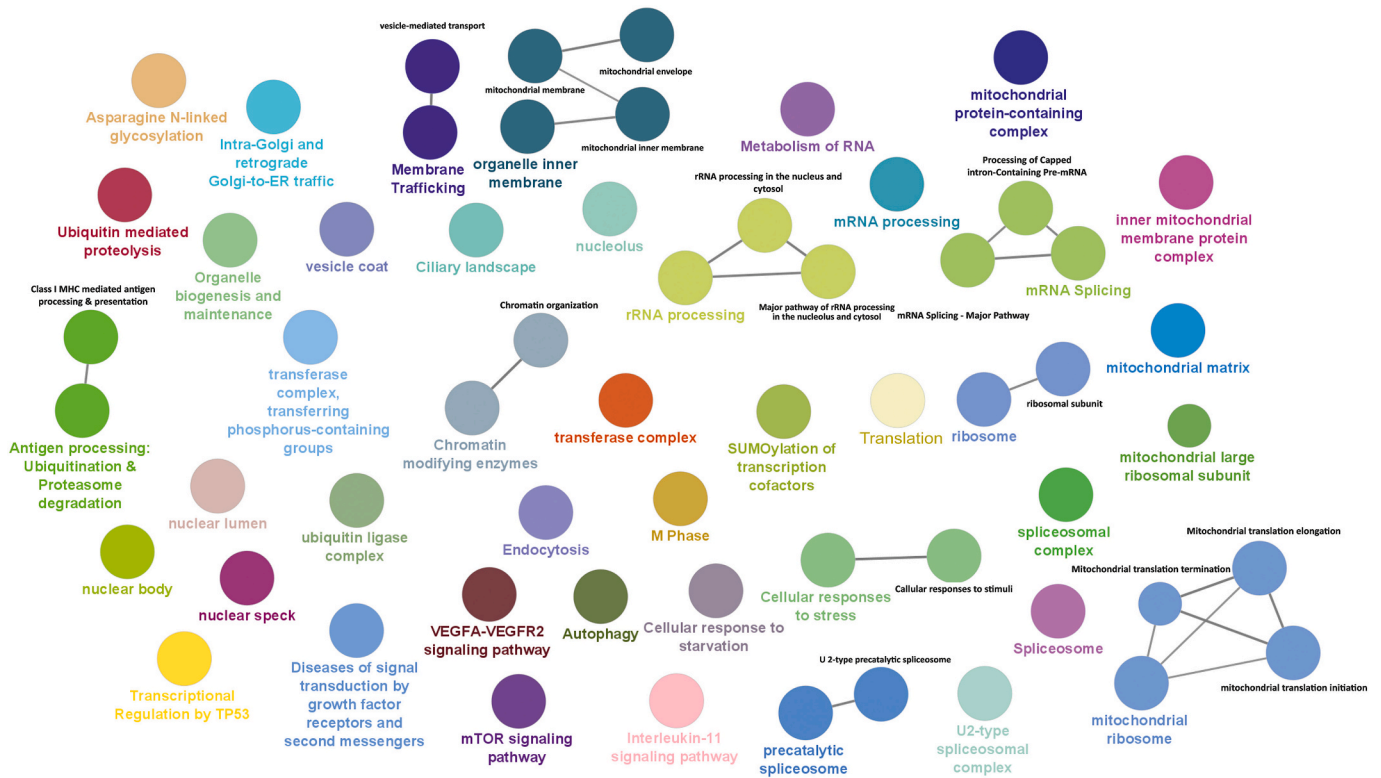 vesicle-mediated transport
mitochondrial envelope
mitochondrial membrane
mitochondrial
protein-containing
complex
Asparagine N-linked
glycosylation
Intra-Golgi and
retrograde
Golgi-to-ER traffic
Membrane
Trafficking
organelle inner
membrane
mitochondrial inner membrane
Metabolism of RNA
Processing of Capped
intron-Containing Pre-mRNA
rRNA processing in the nucleus and
cytosol
mRNA processing
inner mitochondrial
membrane protein
complex
Ubiquitin mediated
proteolysis
Organelle
biogenesis and
maintenance
vesicle coat
Ciliary landscape
nucleolus
Class I MHC mediated antigen
processing & presentation
Chromatin organization
rRNA processing
Major pathway of rRNA processing
in the nucleolus and cytosol
mRNA Splicing
mRNA Splicing - Major Pathway
mitochondrial matrix
transferase
complex,
transferring
phosphorus-containing
groups
Antigen processing:
Ubiquitination &
Proteasome
degradation
Chromatin
modifying enzymes
transferase complex
SUMOylation of
transcription
cofactors
Translation
ribosome
ribosomal subunit
mitochondrial large
ribosomal subunit
nuclear lumen
ubiquitin ligase
complex
Endocytosis
M Phase
spliceosomal
complex
Mitochondrial translation elongation
Mitochondrial translation termination
nuclear body
nuclear speck
VEGFA-VEGFR2
signaling pathway
Autophagy
Cellular response to
starvation
Cellular responses
to stress
Cellular responses to stimuli
Spliceosome
Transcriptional
Regulation by TP53
Diseases of signal
transduction by
growth factor
receptors and
second messengers
mTOR signaling
pathway
Interleukin-11
signaling pathway
U 2-type precatalytic spliceosome
precatalytic
spliceosome
U2-type
spliceosomal
complex
mitochondrial
ribosome
mitochondrial translation initiation